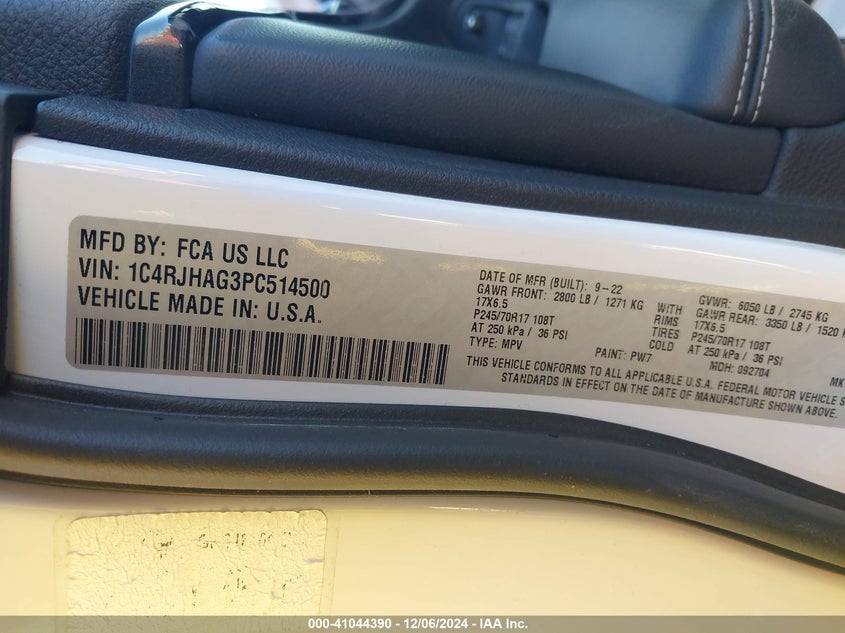 MFD BY: FCA US LLC
VIN: 1C4RJHAG3PC514500
VEHICLE MADE IN: U.S.A.
DATE OF MFR (BUILT): 9-22
GAWR FRONT: 2800 LB / 1271 KG WITH
17X6.5 RIMS
P245/70R17 108T TIRES
AT 250 kPa / 36 PSI COLD
TYPE: MPV PAINT: PW7
GVWR: 6050 LB / 2745 KG
GAWR REAR: 3350 LB / 1520
17X6.5
P245/70R17 108T
AT 250 kPa / 36 PSI
MDH: 092704 MK
THIS VEHICLE CONFORMS TO ALL APPLICABLE U.S.A. FEDERAL MOTOR VEHICLE S
STANDARDS IN EFFECT ON THE DATE OF MANUFACTURE SHOWN ABOVE.
000-41044390 - 12/06/2024 - IAA Inc.